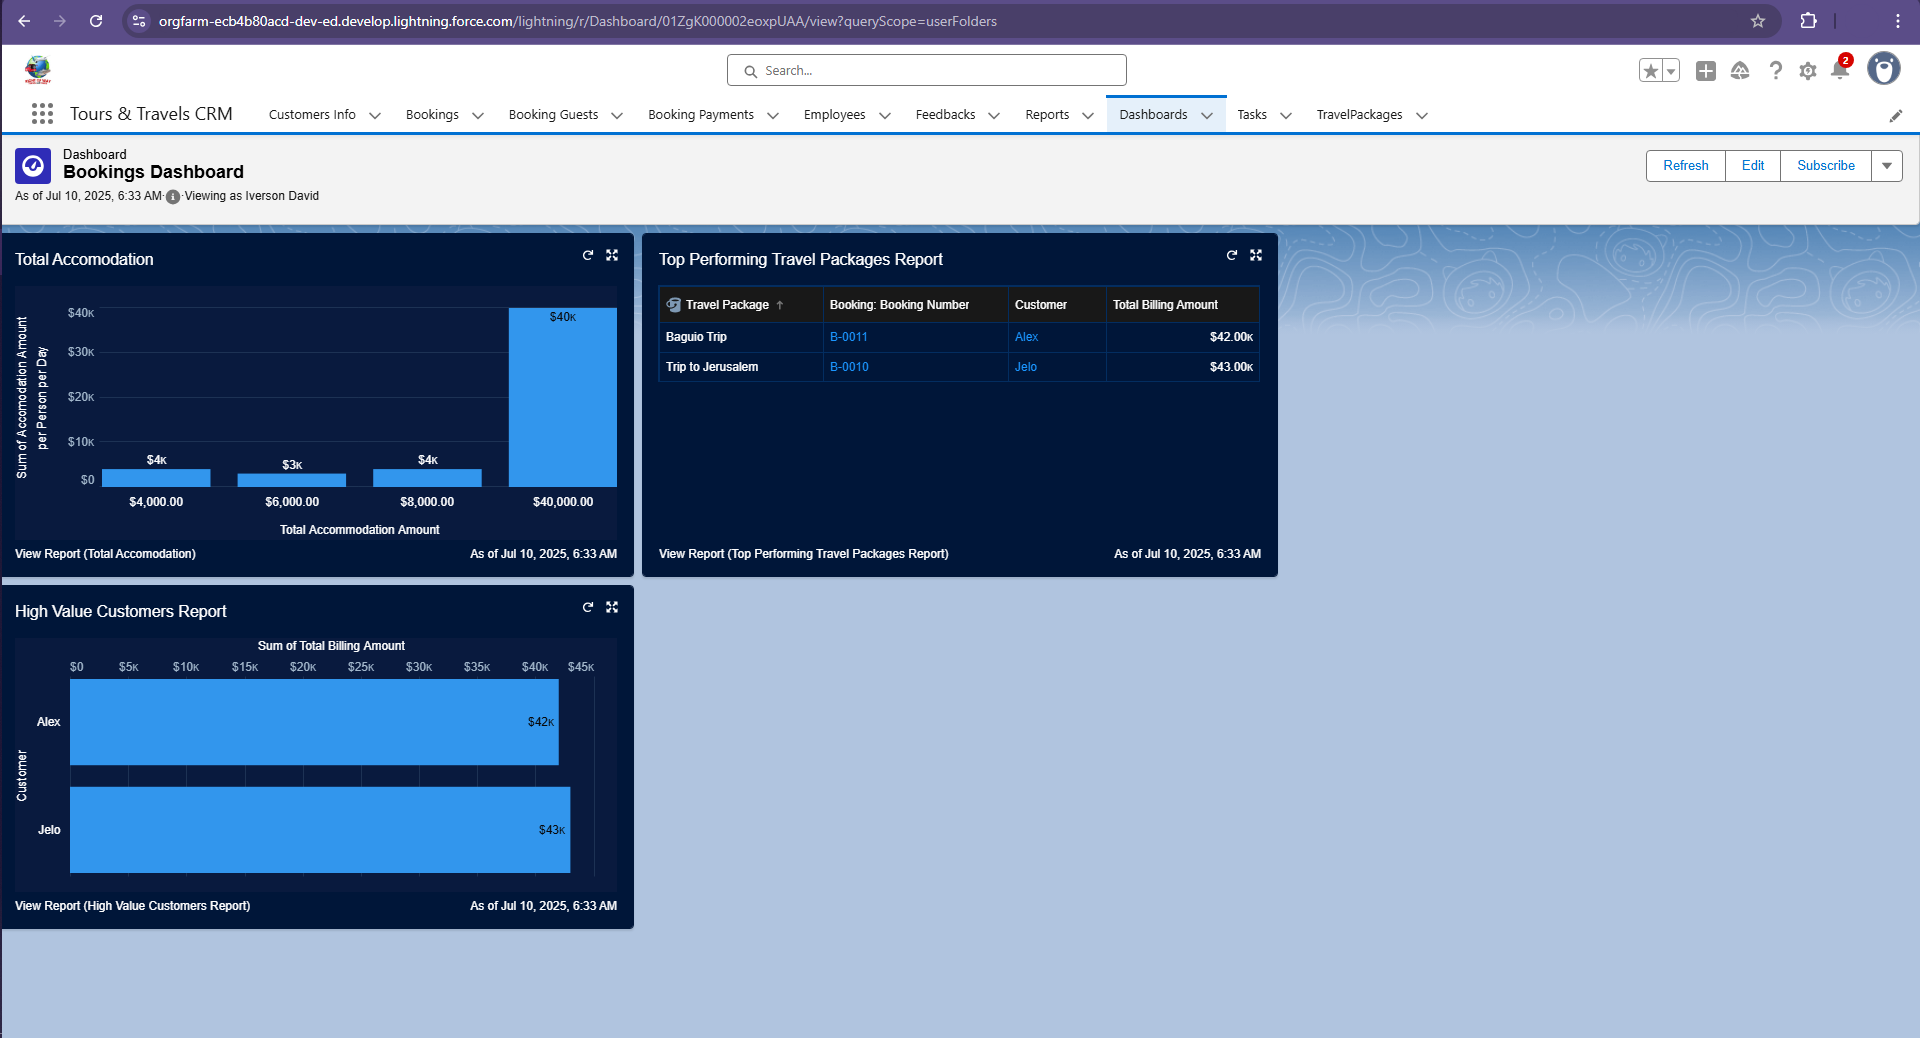 orgfarm-ecb4b80acd-dev-ed.develop.lightning.force.com/lightning/r/Dashboard/01ZgK000002eoxpUAA/view?queryScope=userFolders
Search...
2
Tours & Travels CRM
Customers Info
Bookings
Booking Guests
Booking Payments
Employees
Feedbacks
Reports
Dashboards
Tasks
TravelPackages
Dashboard
Bookings Dashboard
As of Jul 10, 2025, 6:33 AM·Viewing as Iverson David
Refresh
Edit
Subscribe
Total Accomodation
Sum of Accomodation Amount
per Person per Day
$40K
$30K
$20K
$10K
$0
$4K
$3K
$4K
$40K
$4,000.00
$6,000.00
$8,000.00
$40,000.00
Total Accommodation Amount
View Report (Total Accomodation)
As of Jul 10, 2025, 6:33 AM
Top Performing Travel Packages Report
Travel Package ↑ Booking: Booking Number Customer Total Billing Amount
Baguio Trip B-0011 Alex $42.00K
Trip to Jerusalem B-0010 Jelo $43.00K
View Report (Top Performing Travel Packages Report)
As of Jul 10, 2025, 6:33 AM
High Value Customers Report
Sum of Total Billing Amount
$0 $5K $10K $15K $20K $25K $30K $35K $40K $45K
Customer
Alex
$42K
Jelo
$43K
View Report (High Value Customers Report)
As of Jul 10, 2025, 6:33 AM